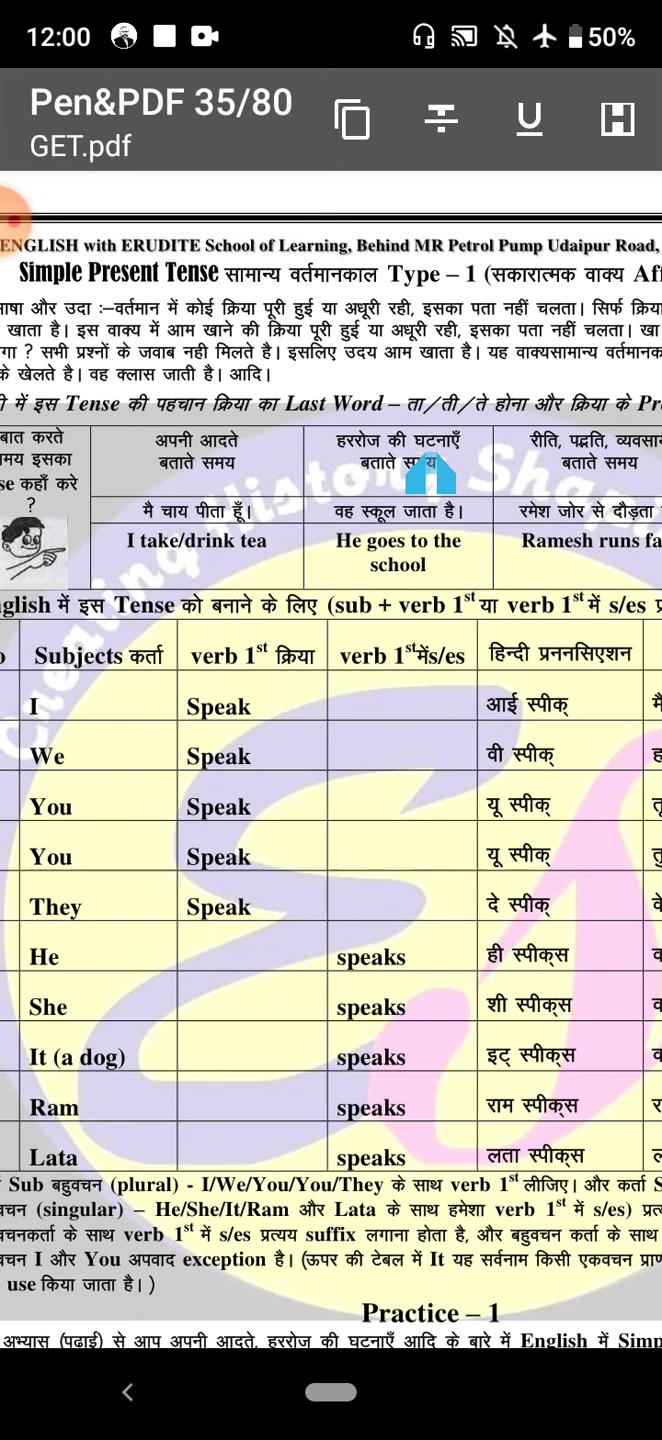 12:00
50%
Pen&PDF 35/80
GET.pdf
ENGLISH with ERUDITE School of Learning, Behind MR Petrol Pump Udaipur Road,
Simple Present Tense सामान्य वर्तमानकाल Type – 1 (सकारात्मक वाक्य Aff
और उदा :–वर्तमान में कोई क्रिया पूरी हुई या अधूरी रही, इसका पता नहीं चलता। सिर्फ क्रिया
खाता है। इस वाक्य में आम खाने की क्रिया पूरी हुई या अधूरी रही, इसका पता नहीं चलता। खा
? सभी प्रश्नों के जवाब नही मिलते है। इसलिए उदय आम खाता है। यह वाक्यसामान्य वर्तमानक
के खेलते है। वह क्लास जाती है। आदि।
में इस Tense की पहचान क्रिया का Last Word – ता/ती/ते होना और क्रिया के Pr
बात करते
मय इसका
se कहाँ करे
?
अपनी आदते
बताते समय
हररोज की घटनाएँ
बताते समय
रीति, पद्धति, व्यवसा
बताते समय
मै चाय पीता हूँ।
वह स्कूल जाता है।
रमेश जोर से दौड़ता
I take/drink tea
He goes to the
school
Ramesh runs fa
Creating History Shapi
nglish में इस Tense को बनाने के लिए (sub + verb 1st या verb 1st में s/es प्र
o Subjects कर्ता verb 1st क्रिया verb 1stमेंs/es हिन्दी प्रननसिएशन
I Speak आई स्पीक् मै
We Speak वी स्पीक् ह
You Speak यू स्पीक् तू
You Speak यू स्पीक् तु
They Speak दे स्पीक् वे
He speaks ही स्पीक्स व
She speaks शी स्पीक्स व
It (a dog) speaks इट् स्पीक्स व
Ram speaks राम स्पीक्स रा
Lata speaks लता स्पीक्स ल
Sub बहुवचन (plural) - I/We/You/You/They के साथ verb 1st लीजिए। और कर्ता S
वचन (singular) – He/She/It/Ram और Lata के साथ हमेशा verb 1st में s/es) प्रत्य
वचनकर्ता के साथ verb 1st में s/es प्रत्यय suffix लगाना होता है, और बहुवचन कर्ता के साथ
वचन I और You अपवाद exception है। (ऊपर की टेबल में It यह सर्वनाम किसी एकवचन प्राण
use किया जाता है। )
Practice – 1
अभ्यास (पढाई) से आप अपनी आदते, हररोज की घटनाएँ आदि के बारे में English में Simp